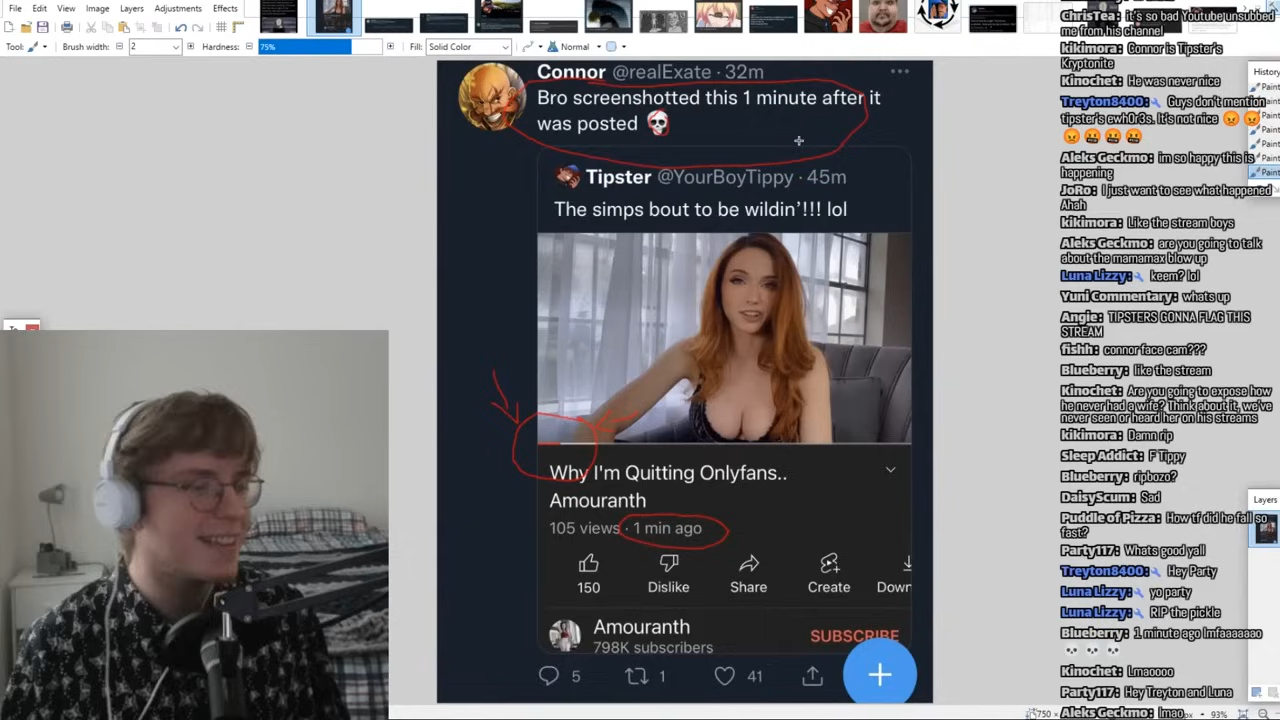 Edit View Image Layers Adjustments Effects
Brush width: 2 Hardness: 75% Fill: Solid Color Normal
Connor @realExate · 32m
Bro screenshotted this 1 minute after it
was posted 💀
Tipster @YourBoyTippy · 45m
The simps bout to be wildin'!!! lol
Why I'm Quitting Onlyfans..
Amouranth
105 views · 1 min ago
150 Dislike Share Create Down
Amouranth
798K subscribers
SUBSCRIBE
5 1 41
750
93%
ChrisTea: it's so bad Youtube unsubbed
me from his channel
kikimora: Connor is Tipster's
Kryptonite
Kinochet: He was never nice
Treyton8400: Guys don't mention
tipster's ewh0r3s. It's not nice 😡 😡
😡 🤬 🤬 🤬
Aleks Geckmo: im so happy this is
happening
JoRo: I just want to see what happened
Ahah
kikimora: Like the stream boys
Aleks Geckmo: are you going to talk
about the mamamax blow up
Luna Lizzy: keem? lol
Yuni Commentary: whats up
Angie: TIPSTERS GONNA FLAG THIS
STREAM
fishh: connor face cam???
Blueberry: like the stream
Kinochet: Are you going to expose how
he never had a wife? Think about it, we've
never seen or heard her on his streams
kikimora: Damn rip
Sleep Addict: F Tippy
Blueberry: ripbozo?
DaisyScum: Sad
Puddle of Pizza: How tf did he fall so
fast?
Party117: Whats good yall
Treyton8400: Hey Party
Luna Lizzy: yo party
Luna Lizzy: RIP the pickle
Blueberry: 1 minute ago lmfaaaaaao
💀 💀 💀
Kinochet: Lmaoooo
Party117: Hey Treyton and Luna
Aleks Geckmo: lmao
History
Paint
Paint
Paint
Paint
Paint
Paint
Paint
Layers